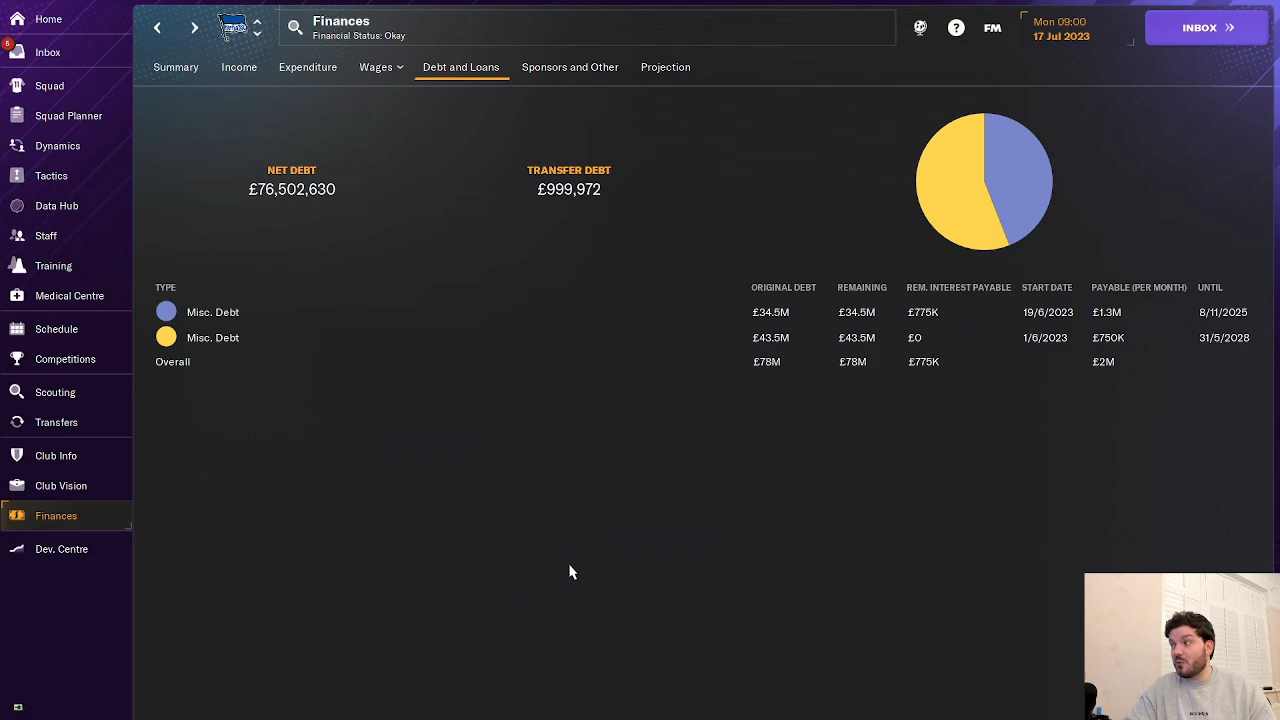 Home
5
Inbox
Squad
Squad Planner
Dynamics
Tactics
Data Hub
Staff
Training
Medical Centre
Schedule
Competitions
Scouting
Transfers
Club Info
Club Vision
Finances
Dev. Centre
Finances
Financial Status: Okay
FM
Mon 09:00
17 Jul 2023
INBOX
Summary Income Expenditure Wages Debt and Loans Sponsors and Other Projection
NET DEBT TRANSFER DEBT
£76,502,630 £999,972
TYPE ORIGINAL DEBT REMAINING REM. INTEREST PAYABLE START DATE PAYABLE (PER MONTH) UNTIL
Misc. Debt £34.5M £34.5M £775K 19/6/2023 £1.3M 8/11/2025
Misc. Debt £43.5M £43.5M £0 1/6/2023 £750K 31/5/2028
Overall £78M £78M £775K £2M